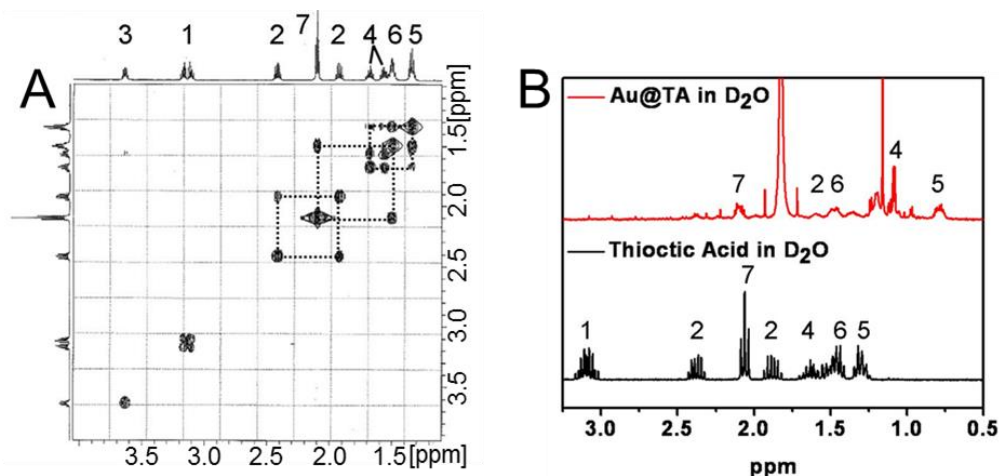 3 1 2 7 2 4 6 5
A
[ppm]
1.5
2.0
2.5
3.0
3.5
3.5 3.0 2.5 2.0 1.5[ppm]
B
Au@TA in D2O
7 2 6 4 5
Thioctic Acid in D2O
1 2 7 2 4 6 5
3.0 2.5 2.0 1.5 1.0 0.5
ppm